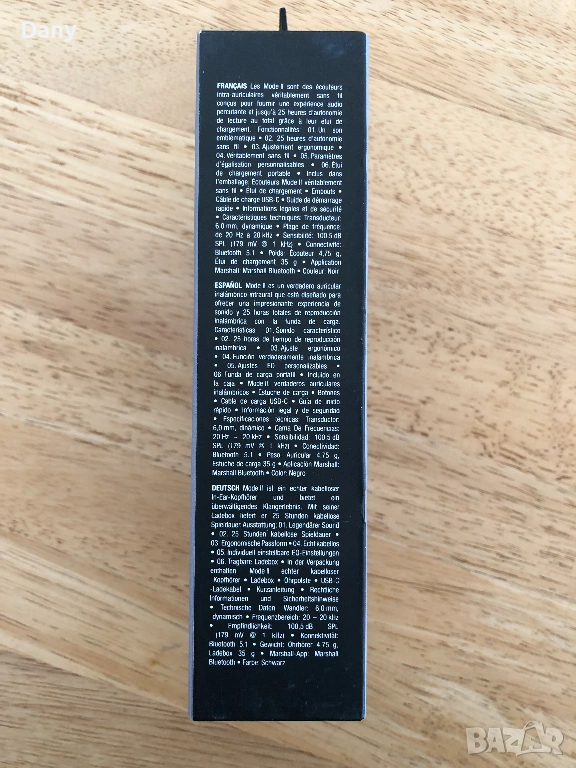 Dany
FRANÇAIS Les Mode II sont des écouteurs
intra-auriculaires véritablement sans fil
conçus pour fournir une expérience audio
percutante et jusqu'à 25 heures d'autonomie
de lecture au total grâce à leur étui de
chargement. Fonctionnalités: 01. Un son
emblématique • 02. 25 heures d'autonomie
sans fil • 03. Ajustement ergonomique •
04. Véritablement sans fil • 05. Paramètres
d'égalisation personnalisables • 06. Étui
de chargement portable • Inclus dans
l'emballage: Écouteurs Mode II véritablement
sans fil • Étui de chargement • Embouts •
Câble de charge USB-C • Guide de démarrage
rapide • Informations légales et de sécurité
• Caractéristiques techniques: Transducteur:
6.0 mm, dynamique • Plage de fréquence:
de 20 Hz à 20 kHz • Sensibilité: 100.5 dB
SPL (179 mV @ 1 kHz) • Connectivité:
Bluetooth 5.1 • Poids: Écouteur 4,75 g,
Étui de chargement 35 g • Application
Marshall: Marshall Bluetooth • Couleur: Noir
ESPAÑOL Mode II es un verdadero auricular
inalámbrico intraural que está diseñado para
ofrecer una impresionante experiencia de
sonido y 25 horas totales de reproducción
inalámbrica con la funda de carga.
Características 01. Sonido característico
• 02. 25 horas de tiempo de reproducción
inalámbrica • 03. Ajuste ergonómico
• 04. Función verdaderamente inalámbrica
• 05. Ajustes EQ personalizables •
06. Funda de carga portátil • Incluido en
la caja • Mode II verdaderos auriculares
inalámbricos • Estuche de carga • Botones
• Cable de carga USB-C • Guía de inicio
rápido • Información legal y de seguridad
• Especificaciones técnicas: Transductor:
6,0 mm, dinámico • Gama De Frecuencias:
20 Hz – 20 kHz • Sensibilidad: 100.5 dB
SPL (179 mV @ 1 kHz) • Conectividad:
Bluetooth 5.1 • Peso Auricular 4.75 g,
Estuche de carga 35 g • Aplicación Marshall:
Marshall Bluetooth • Color: Negro
DEUTSCH Mode II ist ein echter kabelloser
In-Ear-Kopfhörer und bietet ein
überwältigendes Klangerlebnis. Mit seiner
Ladebox liefert er 25 Stunden kabellose
Spieldauer Ausstattung: 01. Legendärer Sound
• 02. 25 Stunden kabellose Spieldauer •
03. Ergonomische Passform • 04. Echt kabellos
• 05. Individuell einstellbare EQ-Einstellungen
• 06. Tragbare Ladebox • In der Verpackung
enthalten Mode II echter kabelloser
Kopfhörer • Ladebox • Ohrpolster • USB-C
-Ladekabel • Kurzanleitung • Rechtliche
Informationen und Sicherheitshinweise
• Technische Daten Wandler: 6.0 mm,
dynamisch • Frequenzbereich: 20 – 20 khz
• Empfindlichkeit: 100.5 dB SPL
(179 mV @ 1 kHz) • Konnektivität:
Bluetooth 5.1 • Gewicht: Ohrhörer 4.75 g,
Ladebox 35 g • Marshall-App: Marshall
Bluetooth • Farbe: Schwarz
BAZAR